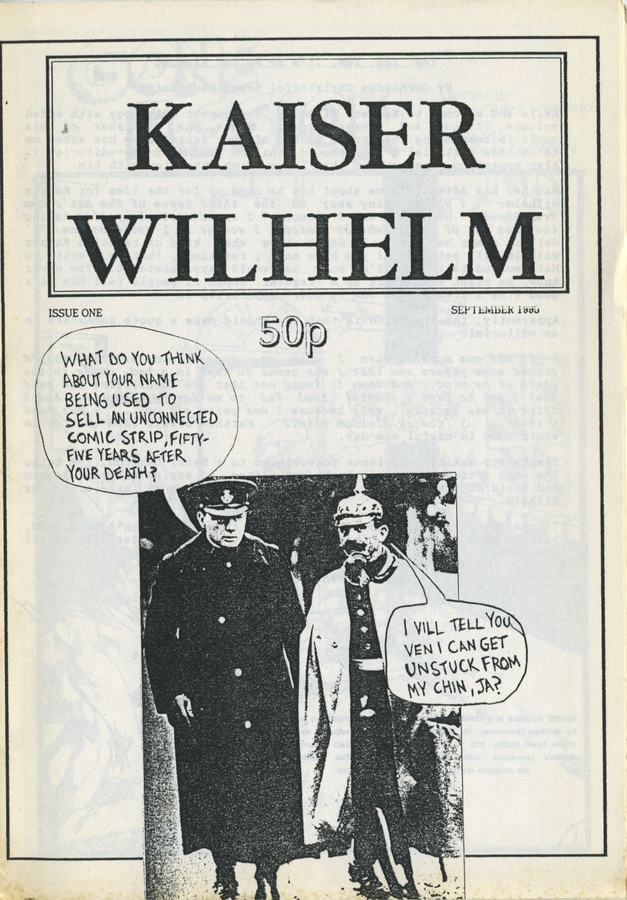 KAISER
WILHELM
ISSUE ONE
SEPTEMBER 1995
50p
WHAT DO YOU THINK
ABOUT YOUR NAME
BEING USED TO
SELL AN UNCONNECTED
COMIC STRIP, FIFTY-
FIVE YEARS AFTER
YOUR DEATH?
I VILL TELL YOU
VEN I CAN GET
UNSTUCK FROM
MY CHIN, JA?